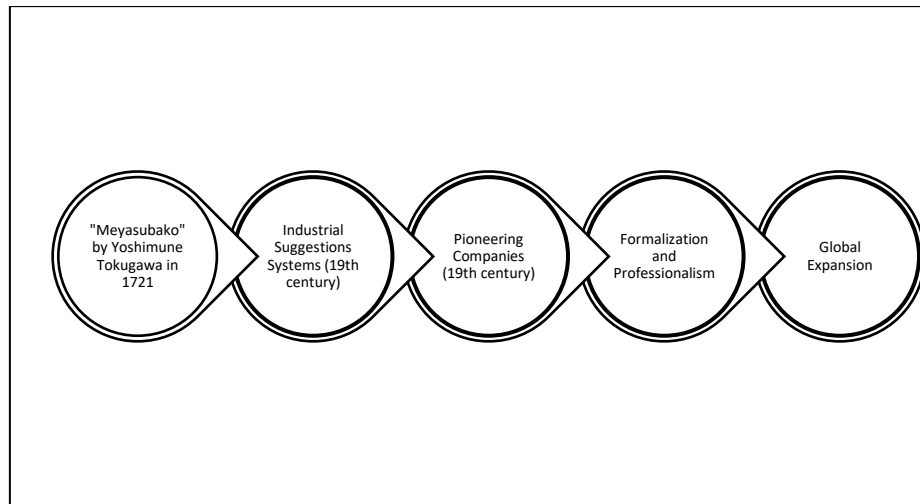 "Meyasubako"
by Yoshimune
Tokugawa in
1721
Industrial
Suggestions
Systems (19th
century)
Pioneering
Companies
(19th century)
Formalization
and
Professionalism
Global
Expansion